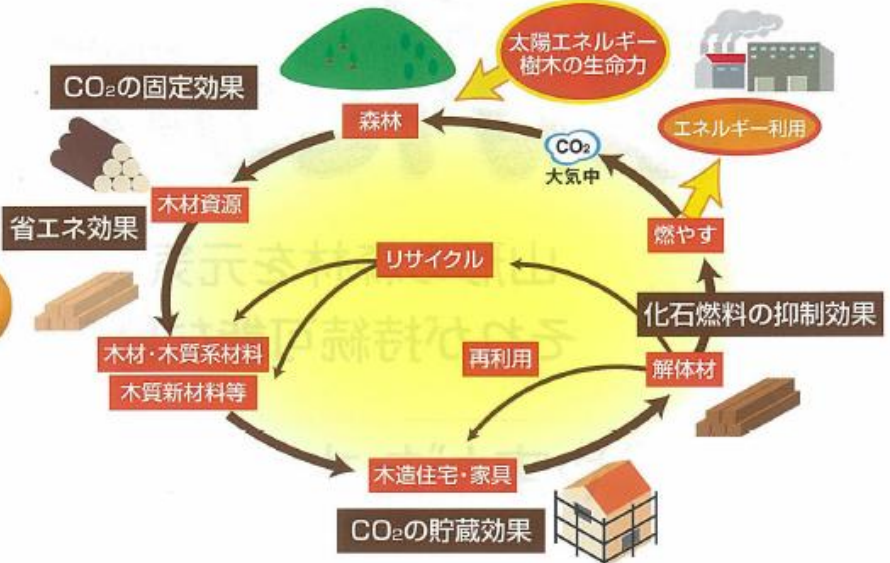 太陽エネルギー
樹木の生命力
CO₂の固定効果
森林
エネルギー利用
CO₂
大気中
木材資源
省エネ効果
燃やす
リサイクル
化石燃料の抑制効果
木材・木質系材料
再利用
解体材
木質新材料等
木造住宅・家具
CO₂の貯蔵効果